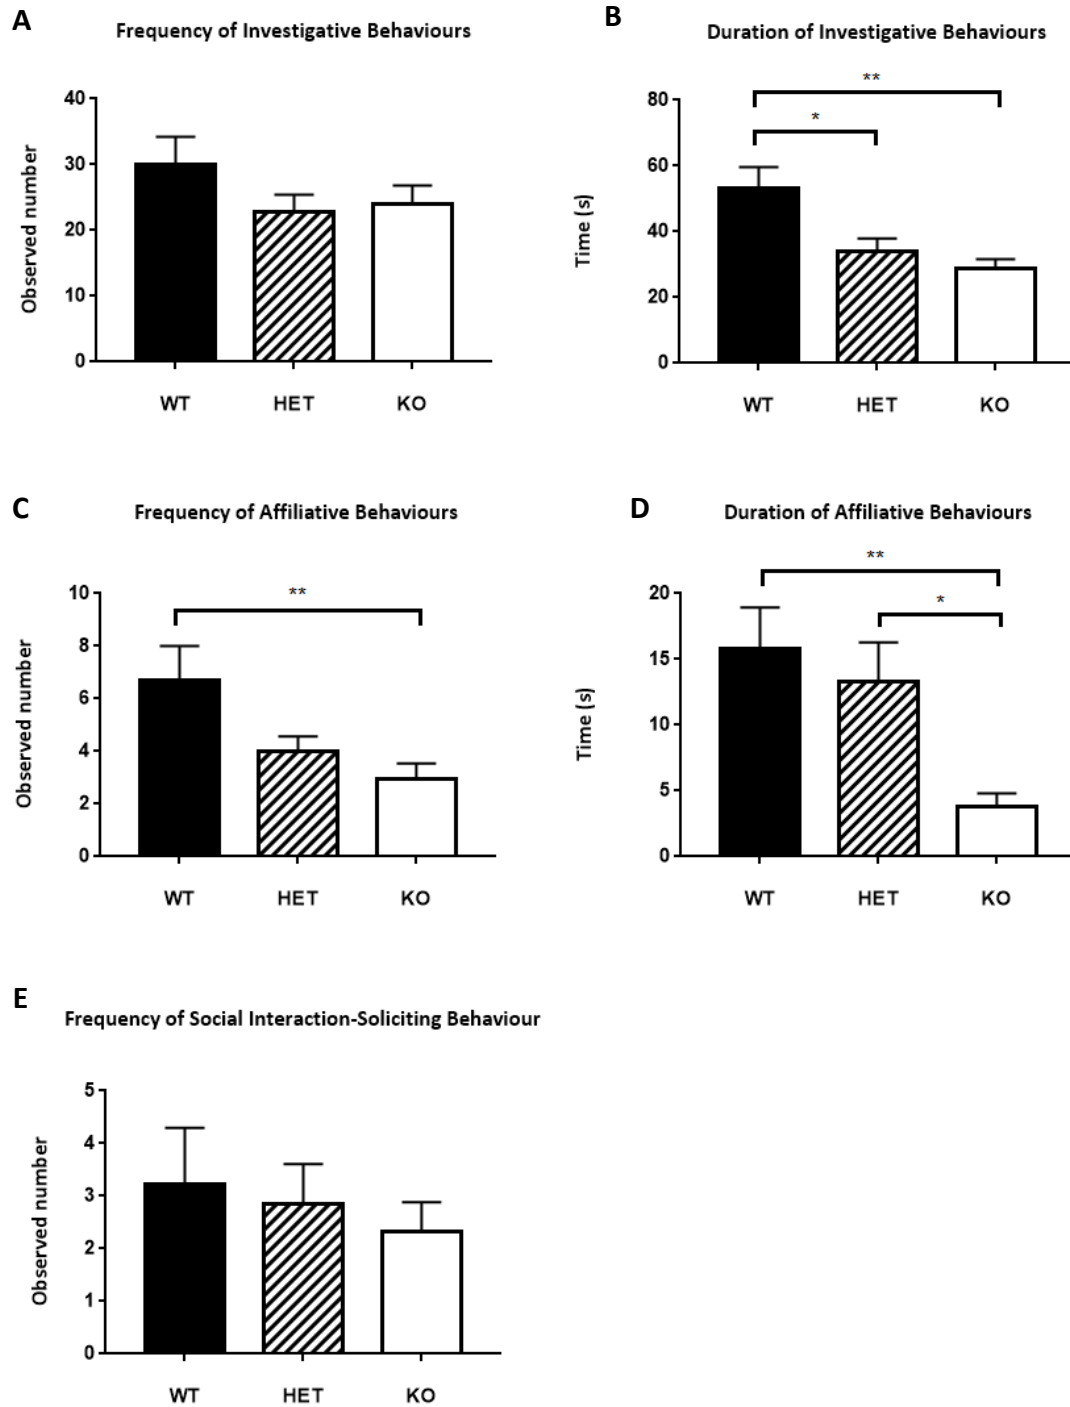 A
Frequency of Investigative Behaviours
40
30
20
10
0
Observed number
WT HET KO
B
Duration of Investigative Behaviours
**
*
80
60
40
20
0
Time (s)
WT HET KO
C
Frequency of Affiliative Behaviours
**
10
8
6
4
2
0
Observed number
WT HET KO
D
Duration of Affiliative Behaviours
**
*
20
15
10
5
0
Time (s)
WT HET KO
E
Frequency of Social Interaction-Soliciting Behaviour
5
4
3
2
1
0
Observed number
WT HET KO